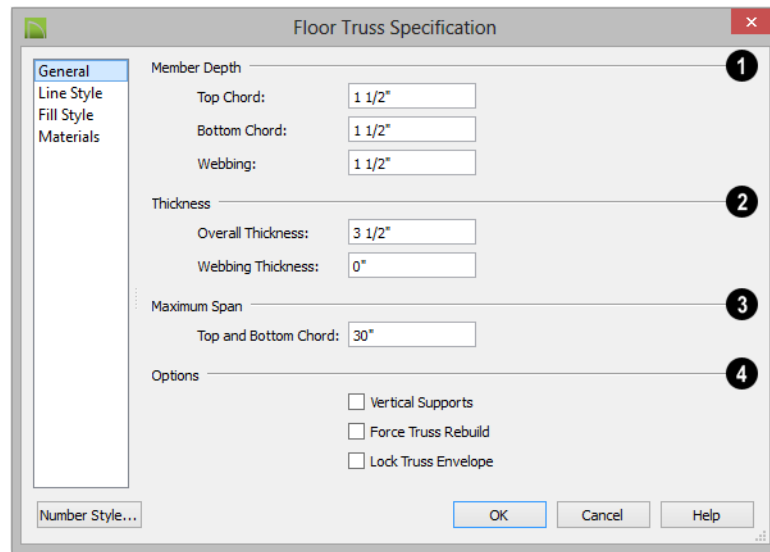 Floor Truss Specification
General
Line Style
Fill Style
Materials
Member Depth 1
Top Chord: 1 1/2"
Bottom Chord: 1 1/2"
Webbing: 1 1/2"
Thickness 2
Overall Thickness: 3 1/2"
Webbing Thickness: 0"
Maximum Span 3
Top and Bottom Chord: 30"
Options 4
Vertical Supports
Force Truss Rebuild
Lock Truss Envelope
Number Style... OK Cancel Help